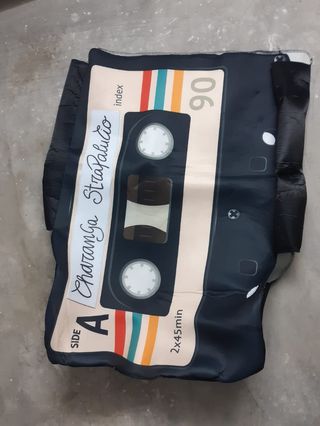 SIDE
A
Charanga StraPalucio
index
90
2x45min